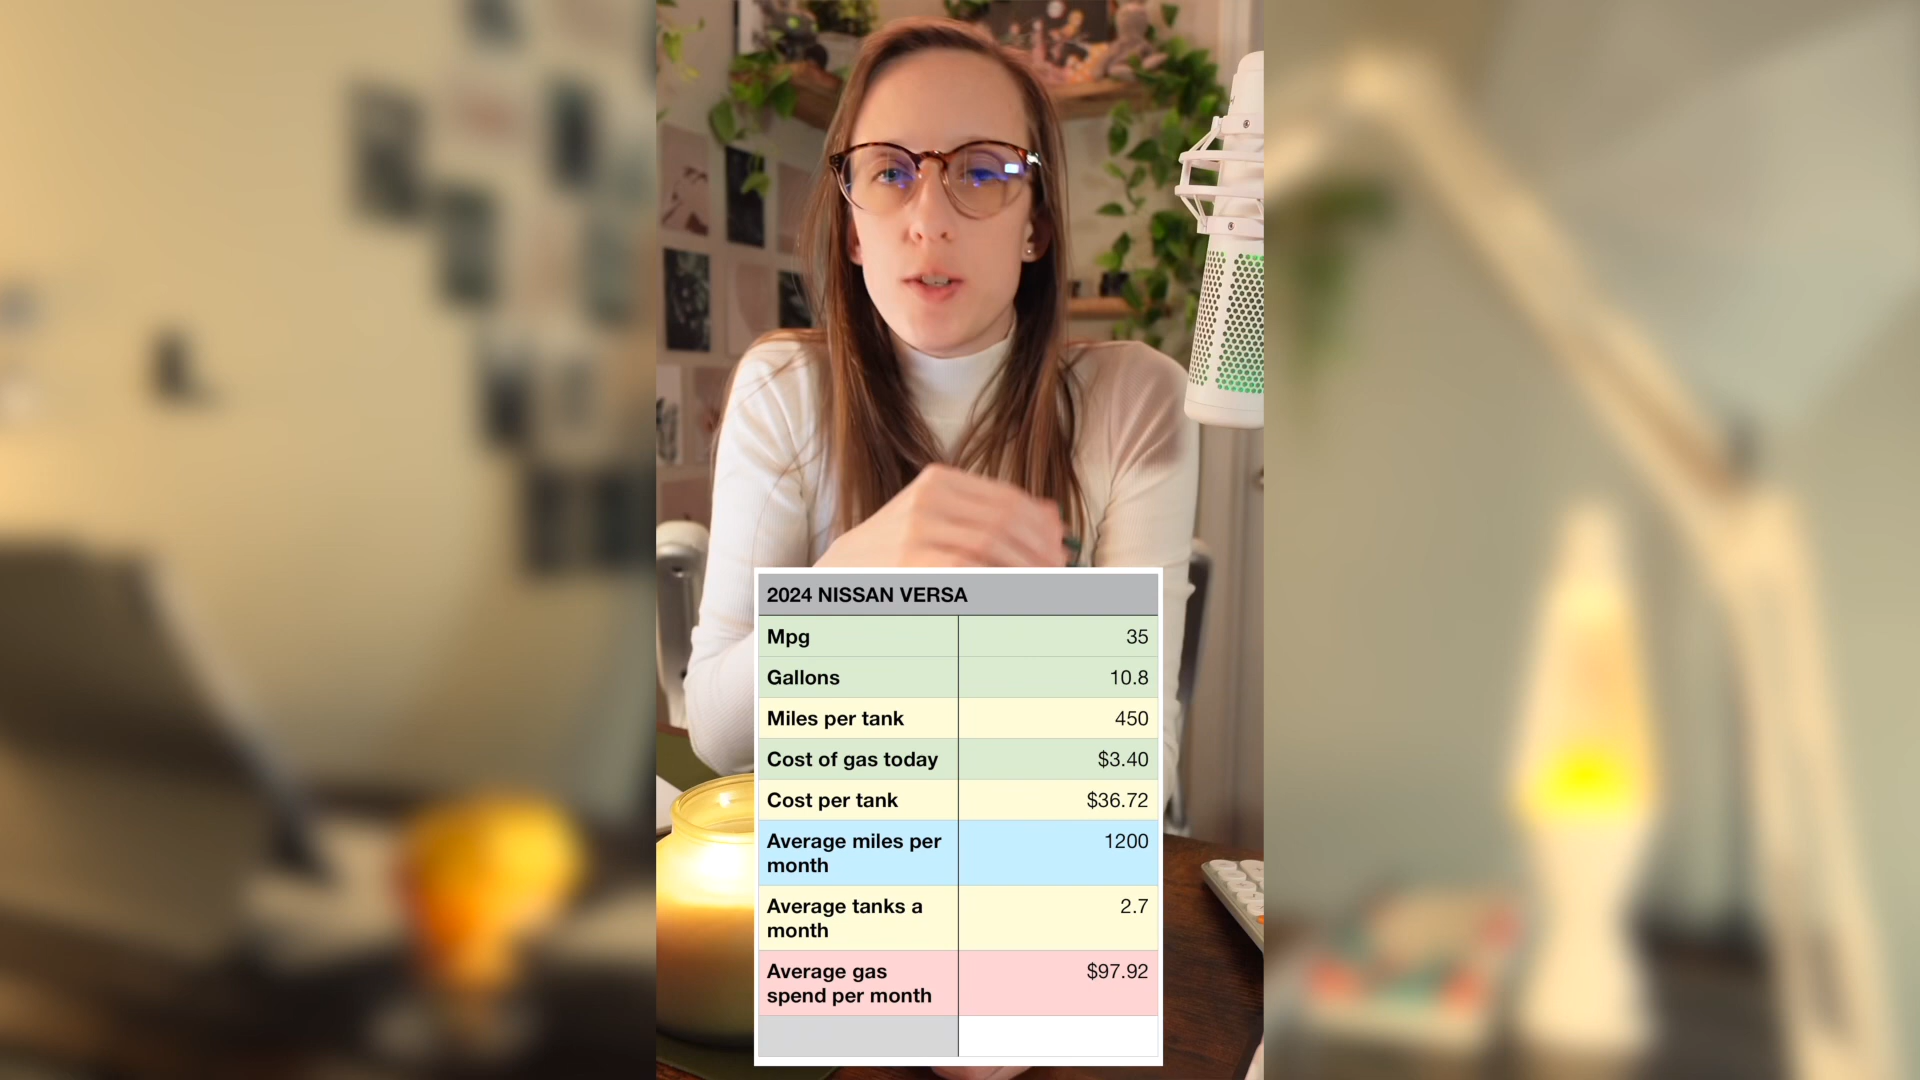 2024 NISSAN VERSA
Mpg 35
Gallons 10.8
Miles per tank 450
Cost of gas today $3.40
Cost per tank $36.72
Average miles per 1200
month
Average tanks a 2.7
month
Average gas $97.92
spend per month